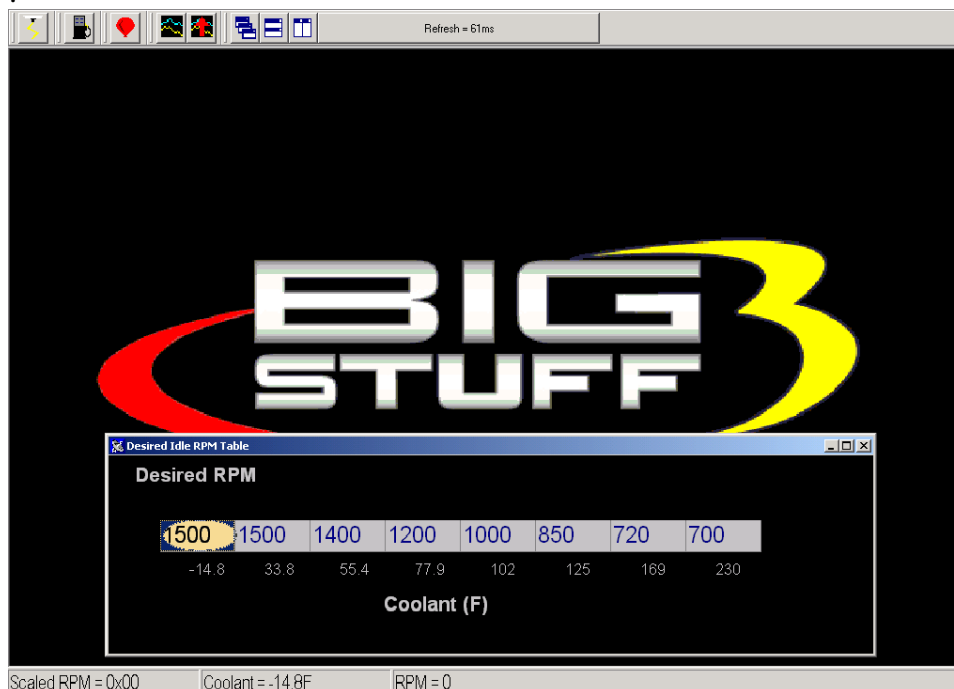 Refresh = 61ms
BIG 3
STUFF
Desired Idle RPM Table
Desired RPM
1500 1500 1400 1200 1000 850 720 700
-14.8 33.8 55.4 77.9 102 125 169 230
Coolant (F)
Scaled RPM = 0x00 Coolant = -14.8F RPM = 0